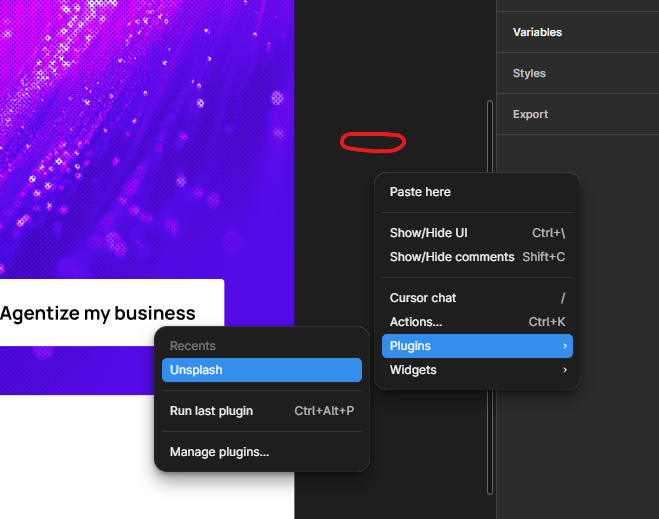 Variables
Styles
Export
Paste here
Show/Hide UI Ctrl+\
Show/Hide comments Shift+C
Cursor chat /
Actions... Ctrl+K
Plugins
Widgets
Agentize my business
Recents
Unsplash
Run last plugin Ctrl+Alt+P
Manage plugins...